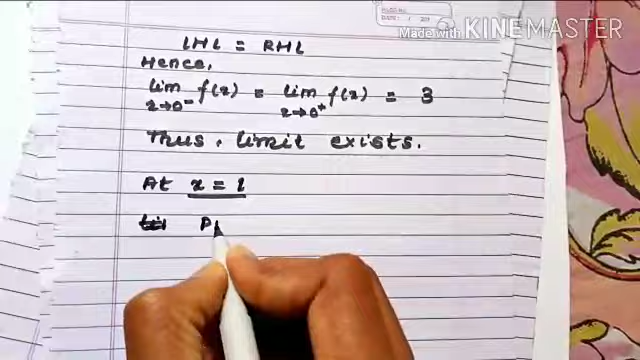 Made with KINEMASTER
LHL = RHL
Hence,
lim f(x) = lim f(x) = 3
x→0⁻ x→0⁺
Thus, limit exists.
At x = 1